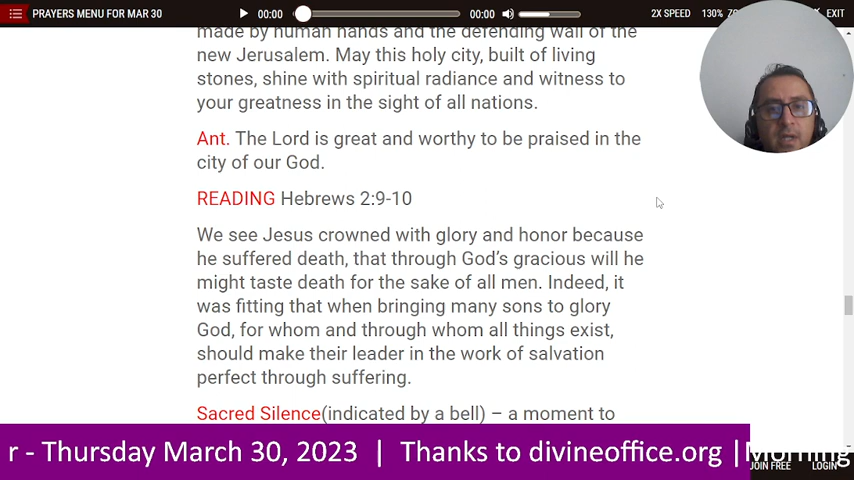 PRAYERS MENU FOR MAR 30 00:00 00:00 2X SPEED 130% EXIT
made by human hands and the defending wall of the
new Jerusalem. May this holy city, built of living
stones, shine with spiritual radiance and witness to
your greatness in the sight of all nations.
Ant. The Lord is great and worthy to be praised in the
city of our God.
READING Hebrews 2:9-10
We see Jesus crowned with glory and honor because
he suffered death, that through God's gracious will he
might taste death for the sake of all men. Indeed, it
was fitting that when bringing many sons to glory
God, for whom and through whom all things exist,
should make their leader in the work of salvation
perfect through suffering.
Sacred Silence(indicated by a bell) – a moment to
r - Thursday March 30, 2023 | Thanks to divineoffice.org | Morning
JOIN FREE LOGIN